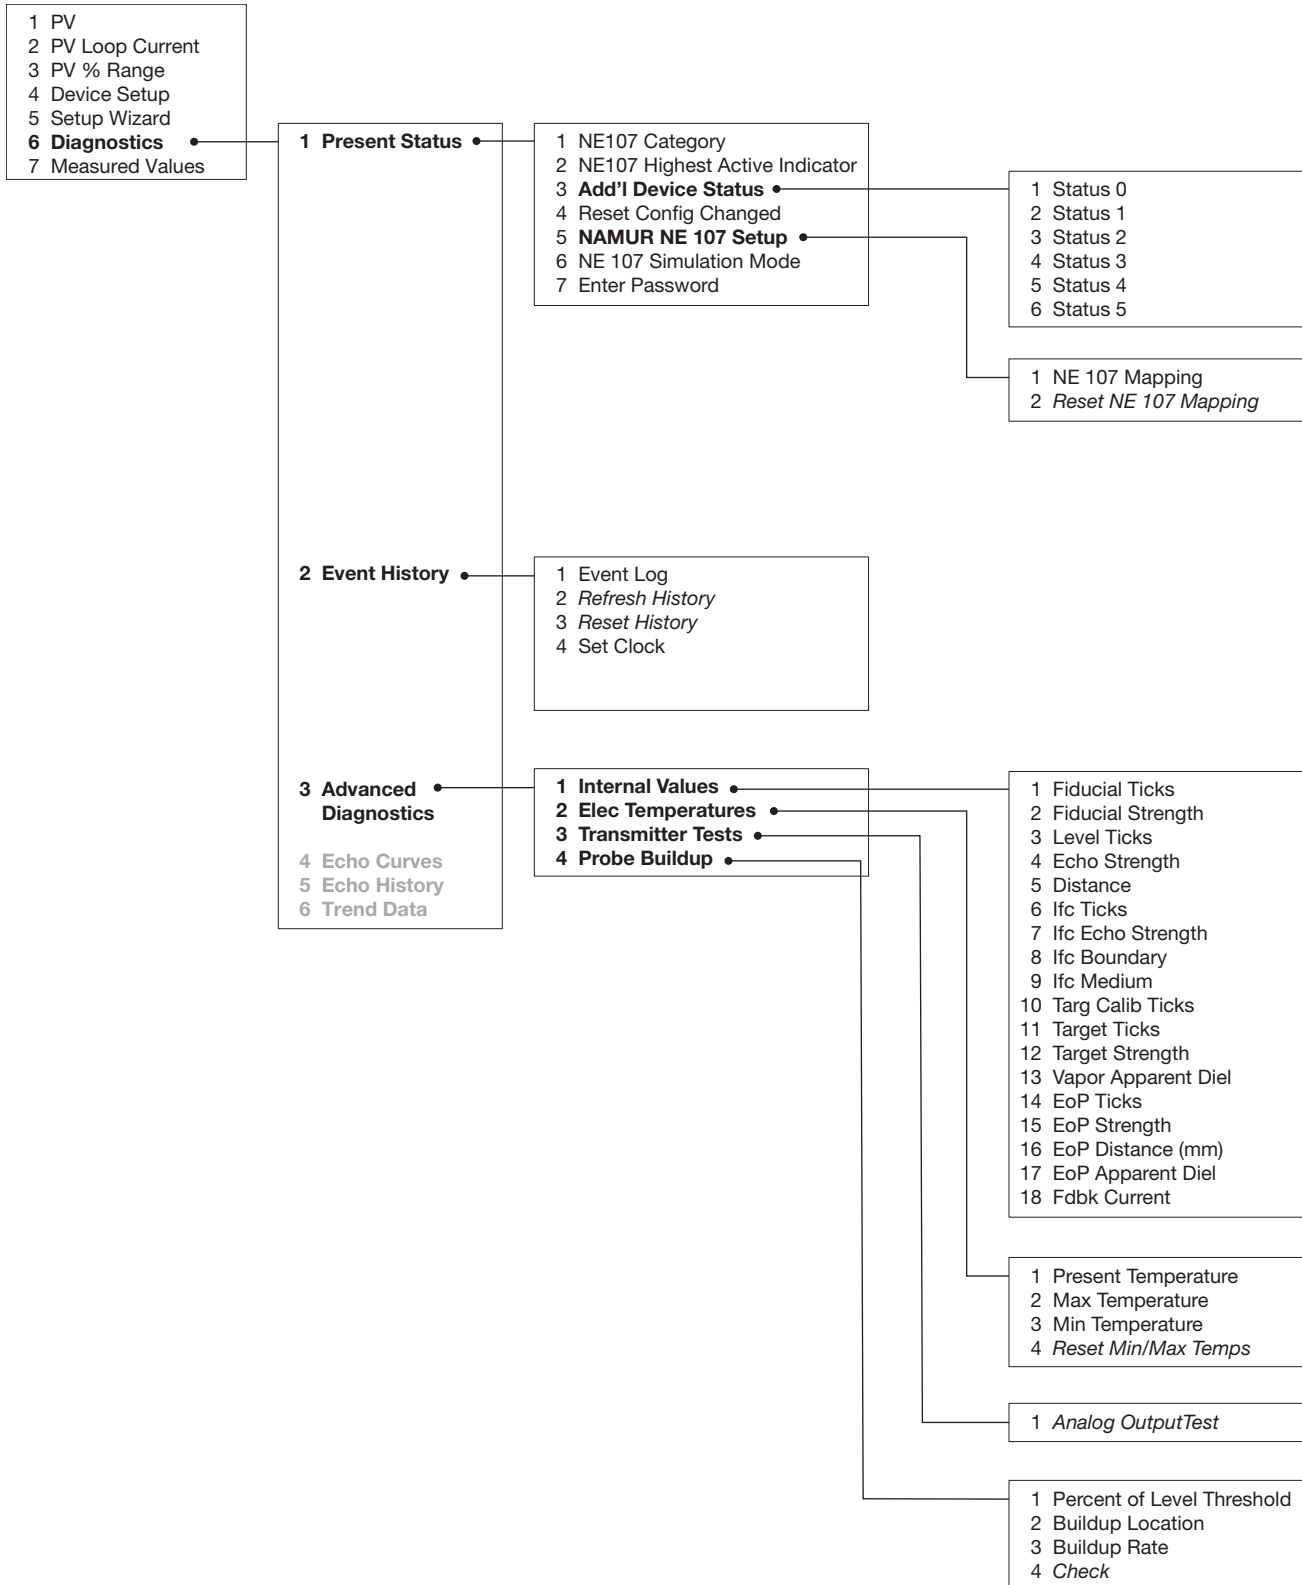 1 PV
2 PV Loop Current
3 PV % Range
4 Device Setup
5 Setup Wizard
6 Diagnostics
7 Measured Values
1 Present Status
2 Event History
3 Advanced
Diagnostics
4 Echo Curves
5 Echo History
6 Trend Data
1 NE107 Category
2 NE107 Highest Active Indicator
3 Add’l Device Status
4 Reset Config Changed
5 NAMUR NE 107 Setup
6 NE 107 Simulation Mode
7 Enter Password
1 Status 0
2 Status 1
3 Status 2
4 Status 3
5 Status 4
6 Status 5
1 NE 107 Mapping
2 Reset NE 107 Mapping
1 Event Log
2 Refresh History
3 Reset History
4 Set Clock
1 Internal Values
2 Elec Temperatures
3 Transmitter Tests
4 Probe Buildup
1 Fiducial Ticks
2 Fiducial Strength
3 Level Ticks
4 Echo Strength
5 Distance
6 Ifc Ticks
7 Ifc Echo Strength
8 Ifc Boundary
9 Ifc Medium
10 Targ Calib Ticks
11 Target Ticks
12 Target Strength
13 Vapor Apparent Diel
14 EoP Ticks
15 EoP Strength
16 EoP Distance (mm)
17 EoP Apparent Diel
18 Fdbk Current
1 Present Temperature
2 Max Temperature
3 Min Temperature
4 Reset Min/Max Temps
1 Analog OutputTest
1 Percent of Level Threshold
2 Buildup Location
3 Buildup Rate
4 Check